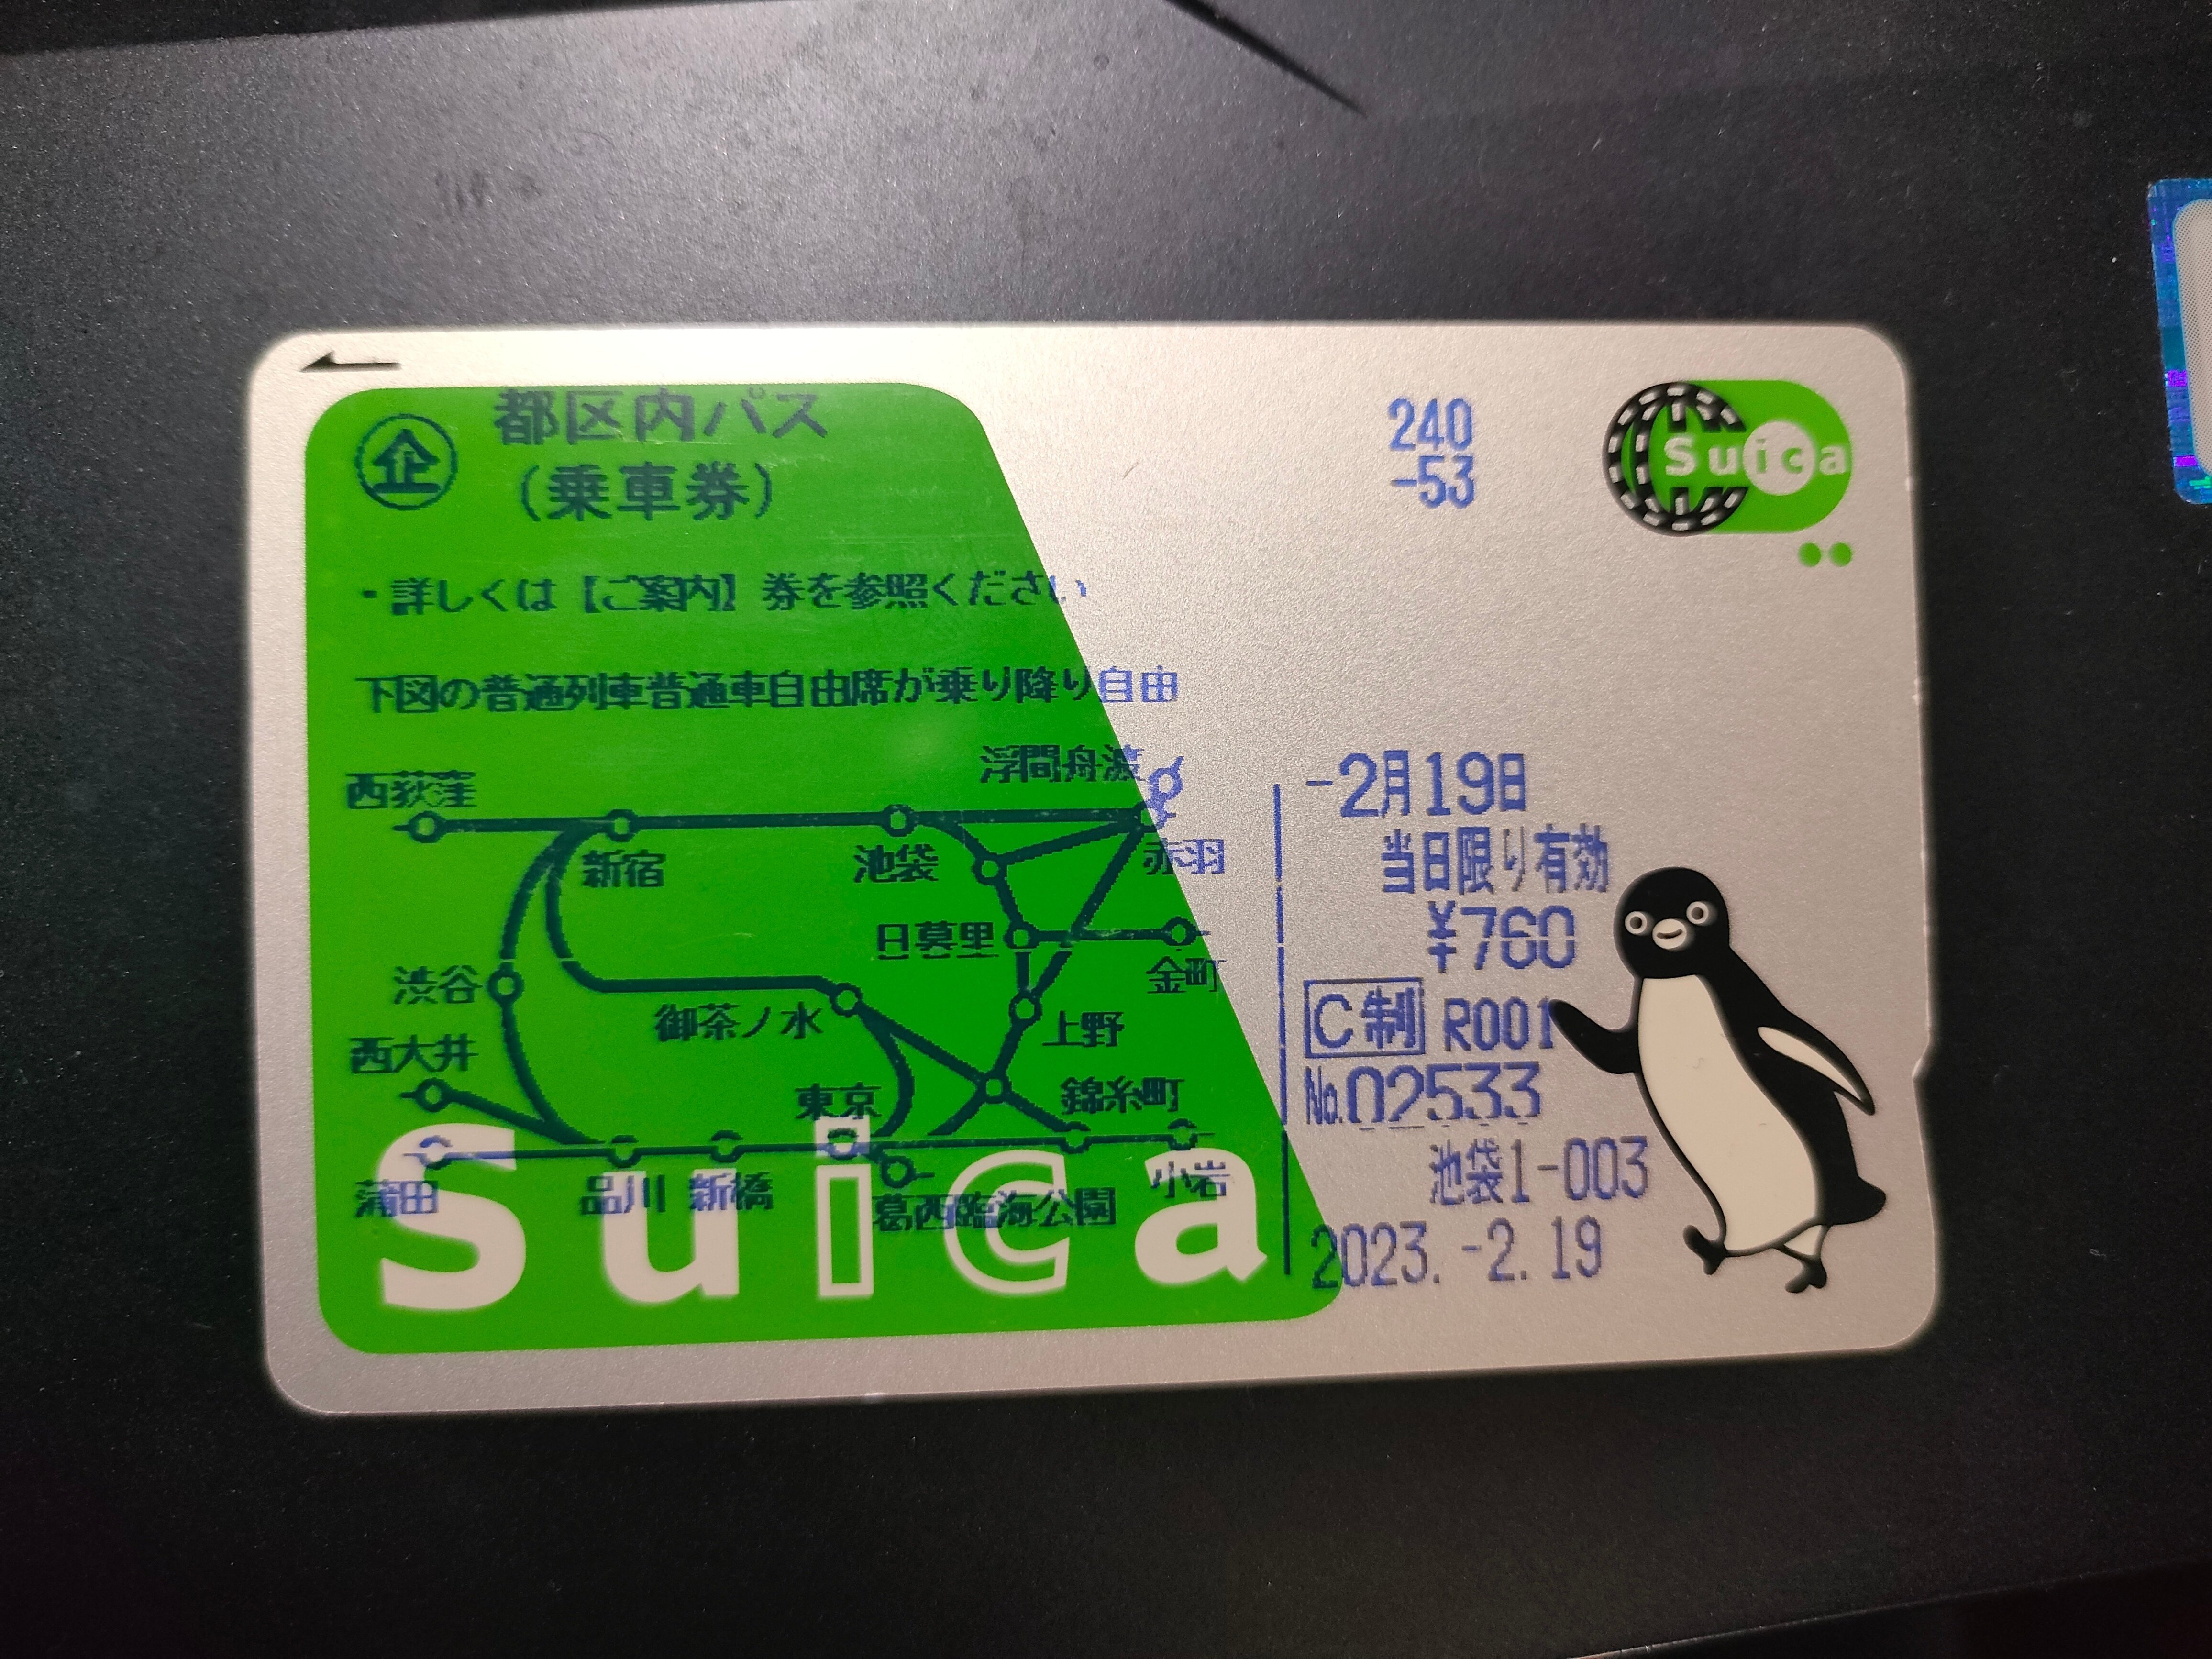 企 都区内パス
(乗車券)
240
-53
Suica
・詳しくは【ご案内】券を参照ください
下図の普通列車普通車自由席が乗り降り自由
浮間舟渡
西荻窪
新宿
池袋
赤羽
日暮里
金町
渋谷
御茶ノ水
上野
西大井
東京
錦糸町
蒲田
品川
新橋
葛西臨海公園
小岩
Suica
-2月19日
当日限り有効
¥760
C制 R001
No.02533
池袋1-003
2023.-2.19